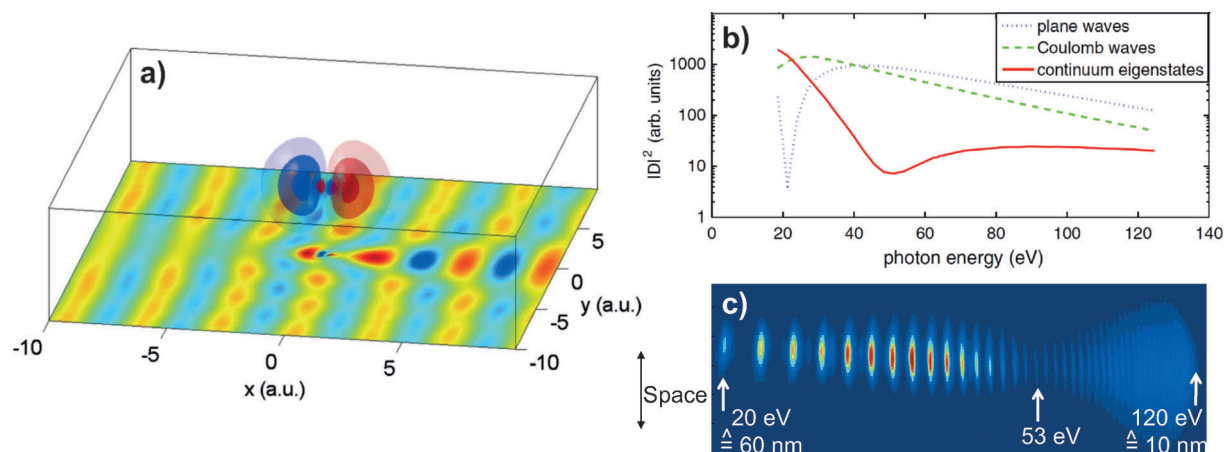 a)
-10
-5
0
5
-10
-5
0
5
x (a.u.)
y (a.u.)
b)
plane waves
Coulomb waves
continuum eigenstates
|D|² (arb. units)
1000
100
10
1
0
20
40
60
80
100
120
140
photon energy (eV)
c)
Space
20 eV
≙ 60 nm
53 eV
120 eV
≙ 10 nm